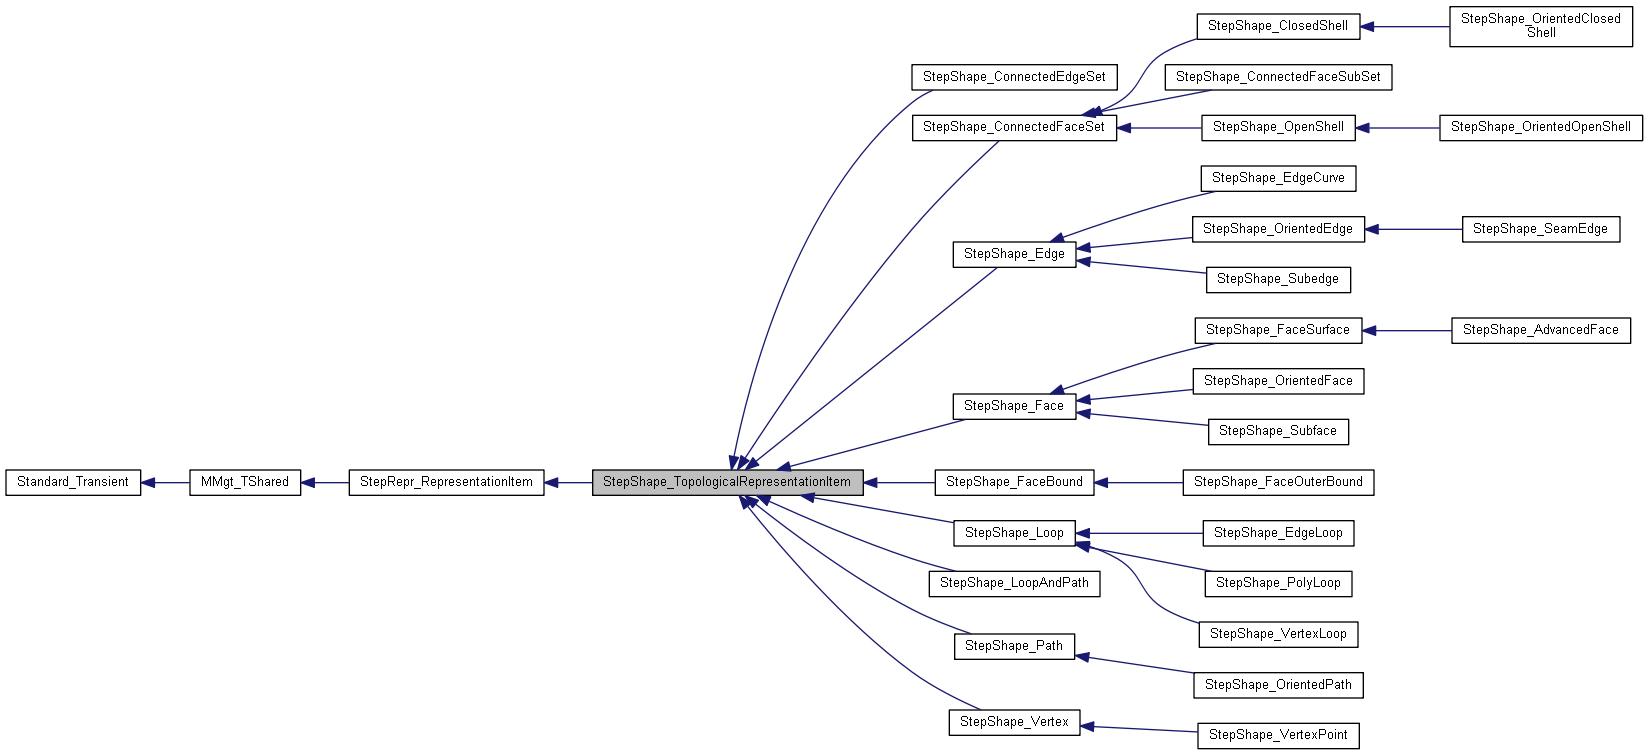 StepShape_ClosedShell
StepShape_OrientedClosed
Shell
StepShape_ConnectedEdgeSet
StepShape_ConnectedFaceSubSet
StepShape_ConnectedFaceSet
StepShape_OpenShell
StepShape_OrientedOpenShell
StepShape_EdgeCurve
StepShape_OrientedEdge
StepShape_SeamEdge
StepShape_Edge
StepShape_Subedge
StepShape_FaceSurface
StepShape_AdvancedFace
StepShape_OrientedFace
StepShape_Face
StepShape_Subface
Standard_Transient
MMgt_TShared
StepRepr_RepresentationItem
StepShape_TopologicalRepresentationItem
StepShape_FaceBound
StepShape_FaceOuterBound
StepShape_Loop
StepShape_EdgeLoop
StepShape_LoopAndPath
StepShape_PolyLoop
StepShape_VertexLoop
StepShape_Path
StepShape_OrientedPath
StepShape_Vertex
StepShape_VertexPoint